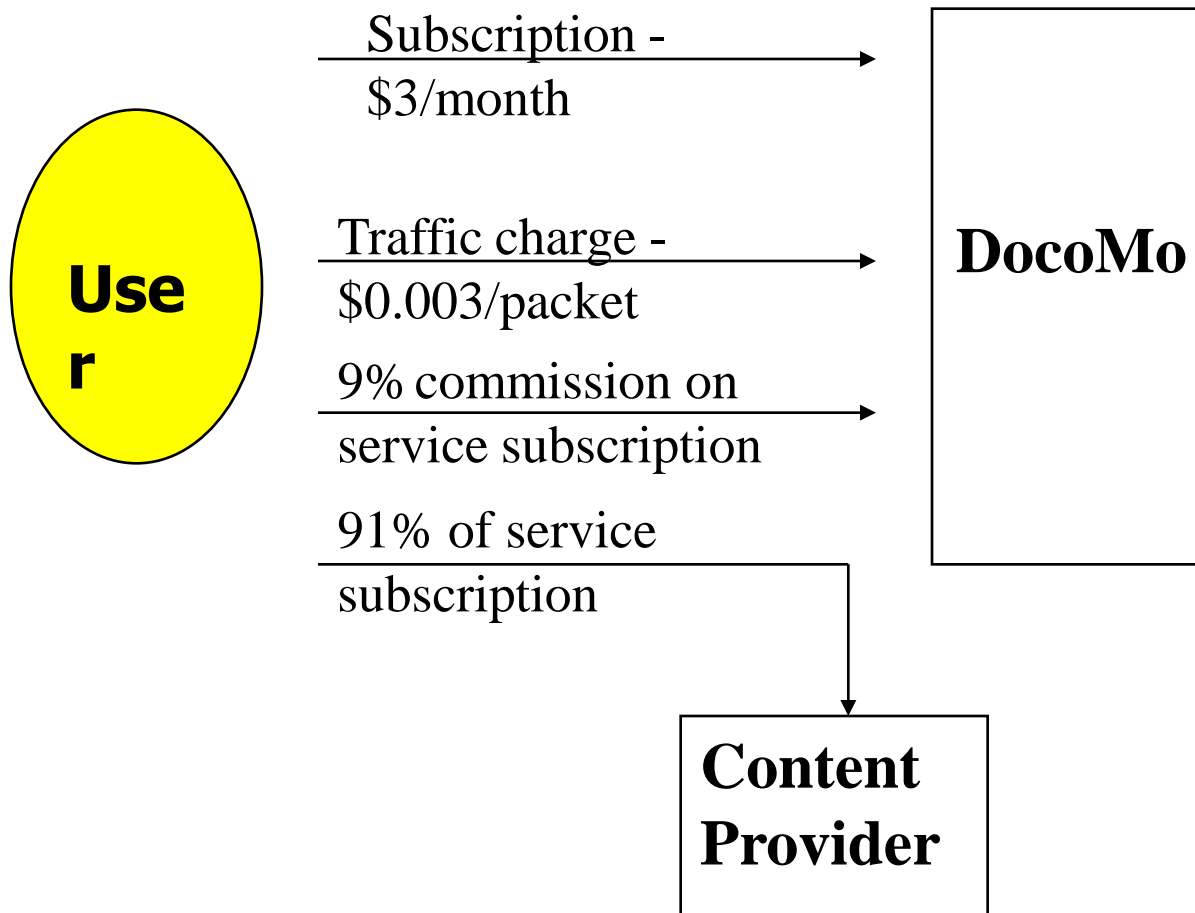 Subscription -
$3/month
Use
r
Traffic charge -
$0.003/packet
DocoMo
9% commission on
service subscription
91% of service
subscription
Content
Provider